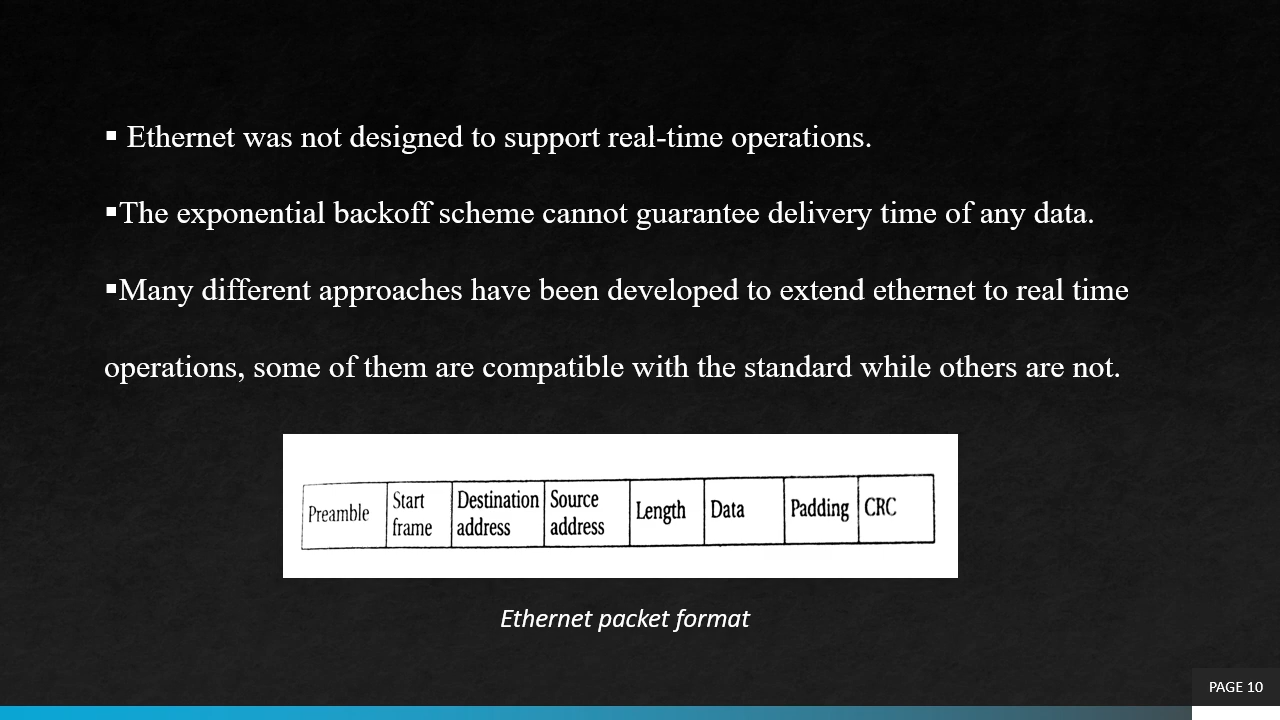 ▪ Ethernet was not designed to support real-time operations.
▪The exponential backoff scheme cannot guarantee delivery time of any data.
▪Many different approaches have been developed to extend ethernet to real time
operations, some of them are compatible with the standard while others are not.
Preamble
Start
frame
Destination
address
Source
address
Length
Data
Padding
CRC
Ethernet packet format
PAGE 10